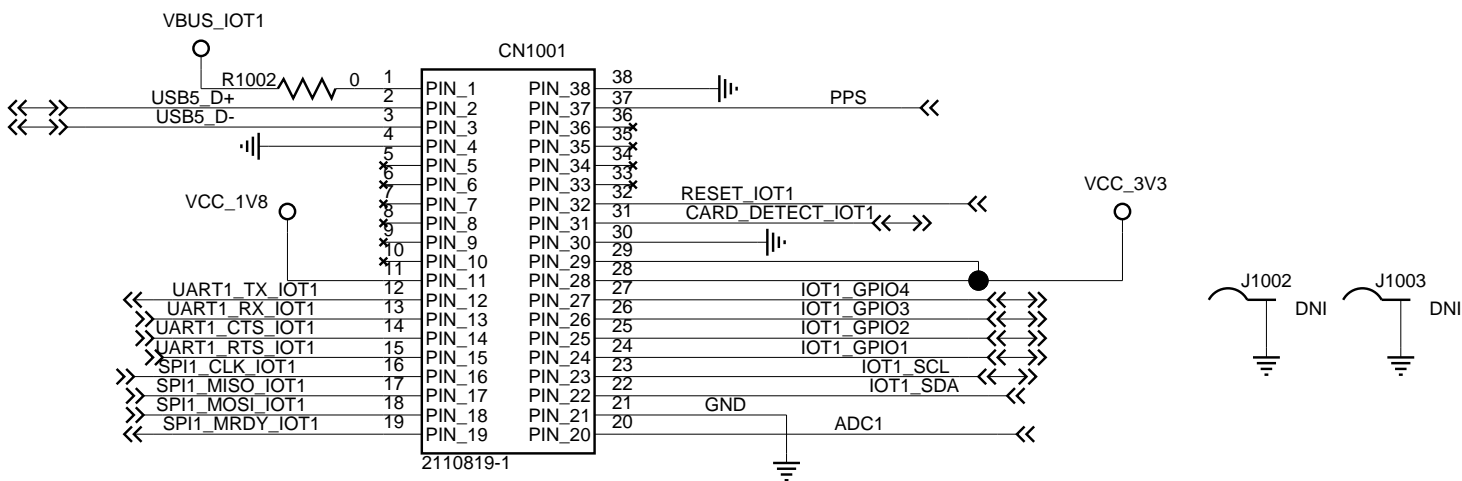 VBUS_IOT1
CN1001
R1002 0 1 PIN_1 PIN_38 38
USB5_D+ 2 PIN_2 PIN_37 37 PPS
USB5_D- 3 PIN_3 PIN_36 36
4 PIN_4 PIN_35 35
5 PIN_5 PIN_34 34
6 PIN_6 PIN_33 33
VCC_1V8 7 PIN_7 PIN_32 32 RESET_IOT1 VCC_3V3
8 PIN_8 PIN_31 31 CARD_DETECT_IOT1
9 PIN_9 PIN_30 30
10 PIN_10 PIN_29 29
11 PIN_11 PIN_28 28
UART1_TX_IOT1 12 PIN_12 PIN_27 27 IOT1_GPIO4 J1002 J1003
UART1_RX_IOT1 13 PIN_13 PIN_26 26 IOT1_GPIO3 DNI DNI
UART1_CTS_IOT1 14 PIN_14 PIN_25 25 IOT1_GPIO2
UART1_RTS_IOT1 15 PIN_15 PIN_24 24 IOT1_GPIO1
SPI1_CLK_IOT1 16 PIN_16 PIN_23 23 IOT1_SCL
SPI1_MISO_IOT1 17 PIN_17 PIN_22 22 IOT1_SDA
SPI1_MOSI_IOT1 18 PIN_18 PIN_21 21 GND
SPI1_MRDY_IOT1 19 PIN_19 PIN_20 20 ADC1
2110819-1